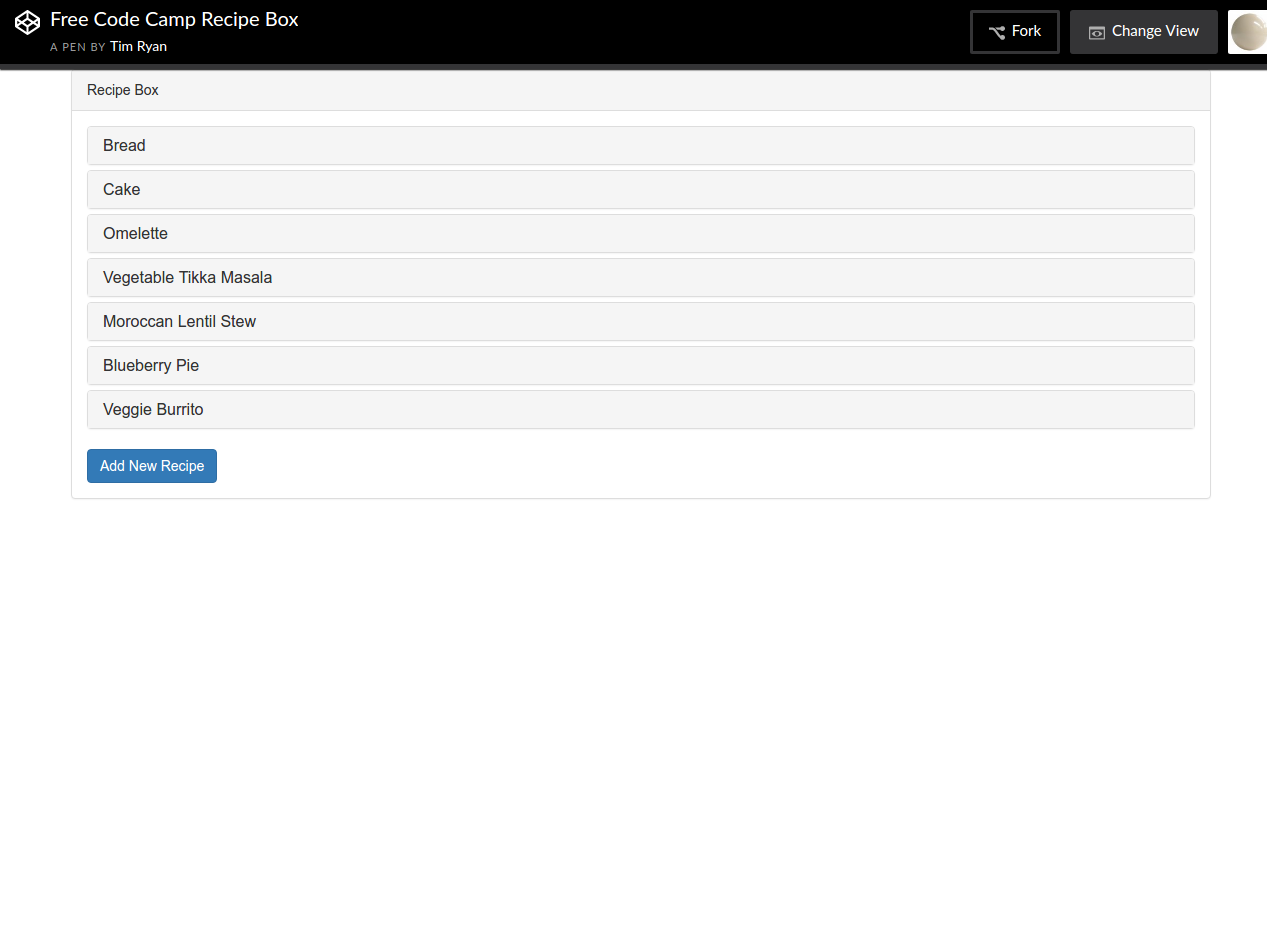 Free Code Camp Recipe Box
A PEN BY Tim Ryan
Fork
Change View
Recipe Box
Bread
Cake
Omelette
Vegetable Tikka Masala
Moroccan Lentil Stew
Blueberry Pie
Veggie Burrito
Add New Recipe